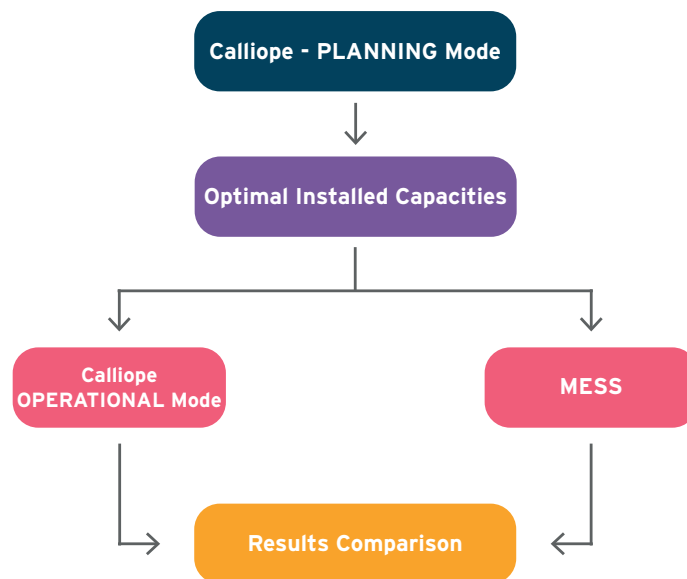 Calliope - PLANNING Mode
Optimal Installed Capacities
Calliope
OPERATIONAL Mode
MESS
Results Comparison